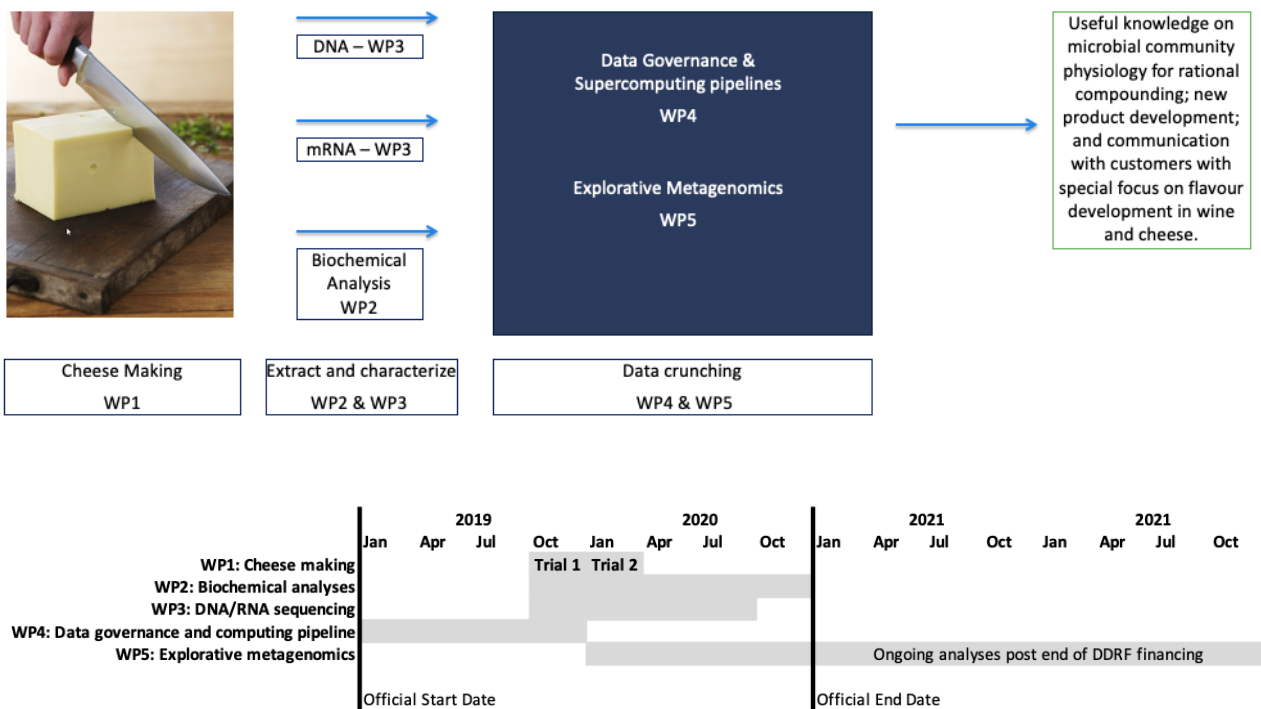 DNA – WP3
mRNA – WP3
Biochemical
Analysis
WP2
Data Governance &
Supercomputing pipelines
WP4
Explorative Metagenomics
WP5
Useful knowledge on
microbial community
physiology for rational
compounding; new
product development;
and communication
with customers with
special focus on flavour
development in wine
and cheese.
Cheese Making
WP1
Extract and characterize
WP2 & WP3
Data crunching
WP4 & WP5
2019 2020 2021 2021
Jan Apr Jul Oct Jan Apr Jul Oct Jan Apr Jul Oct Jan Apr Jul Oct
WP1: Cheese making Trial 1 Trial 2
WP2: Biochemical analyses
WP3: DNA/RNA sequencing
WP4: Data governance and computing pipeline
WP5: Explorative metagenomics Ongoing analyses post end of DDRF financing
Official Start Date Official End Date